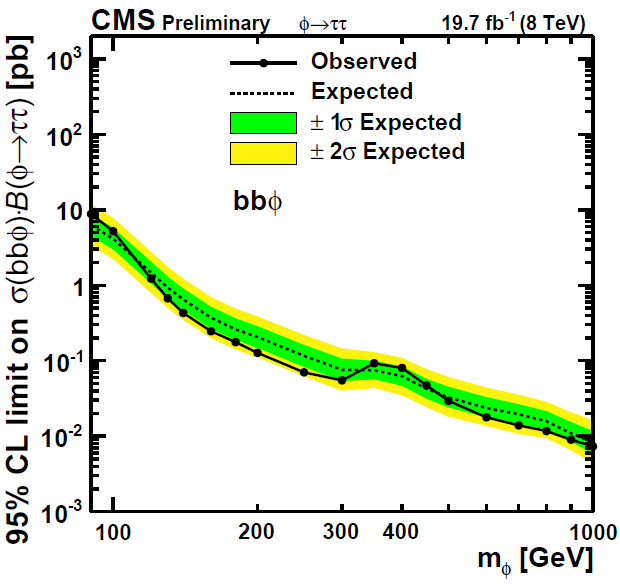 CMS Preliminary ϕ→ττ 19.7 fb⁻¹ (8 TeV)
95% CL limit on σ(bbϕ)·B(ϕ→ττ) [pb]
10³
10²
10
1
10⁻¹
10⁻²
10⁻³
Observed
Expected
± 1σ Expected
± 2σ Expected
bbϕ
100 200 300 400 1000
m_ϕ [GeV]